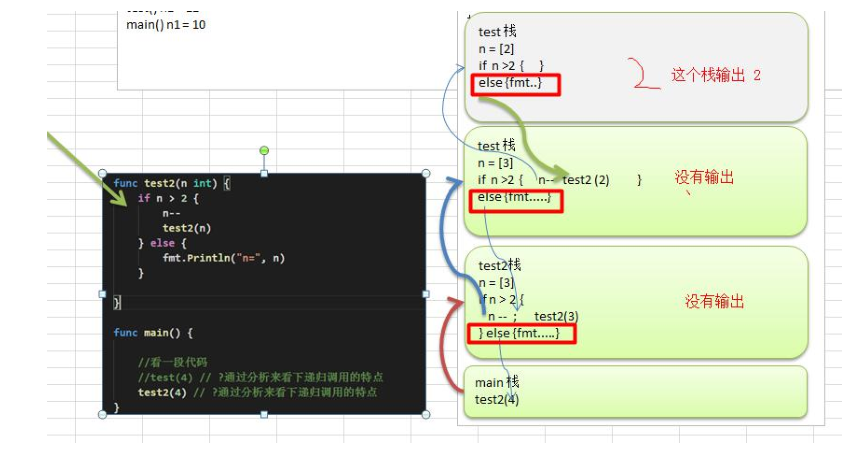 main() n1 = 10
test 栈
n = [2]
if n >2 { }
else {fmt..}
2 这个栈输出 2
test 栈
n = [3]
if n >2 { n-- test2 (2) }
else {fmt.....}
没有输出
test2栈
n = [3]
if n > 2 {
n -- ; test2(3)
} else {fmt.....}
没有输出
main 栈
test2(4)
func test2(n int) {
if n > 2 {
n--
test2(n)
} else {
fmt.Println("n=", n)
}
}
func main() {
//看一段代码
//test(4) // ?通过分析来看下递归调用的特点
test2(4) // ?通过分析来看下递归调用的特点
}